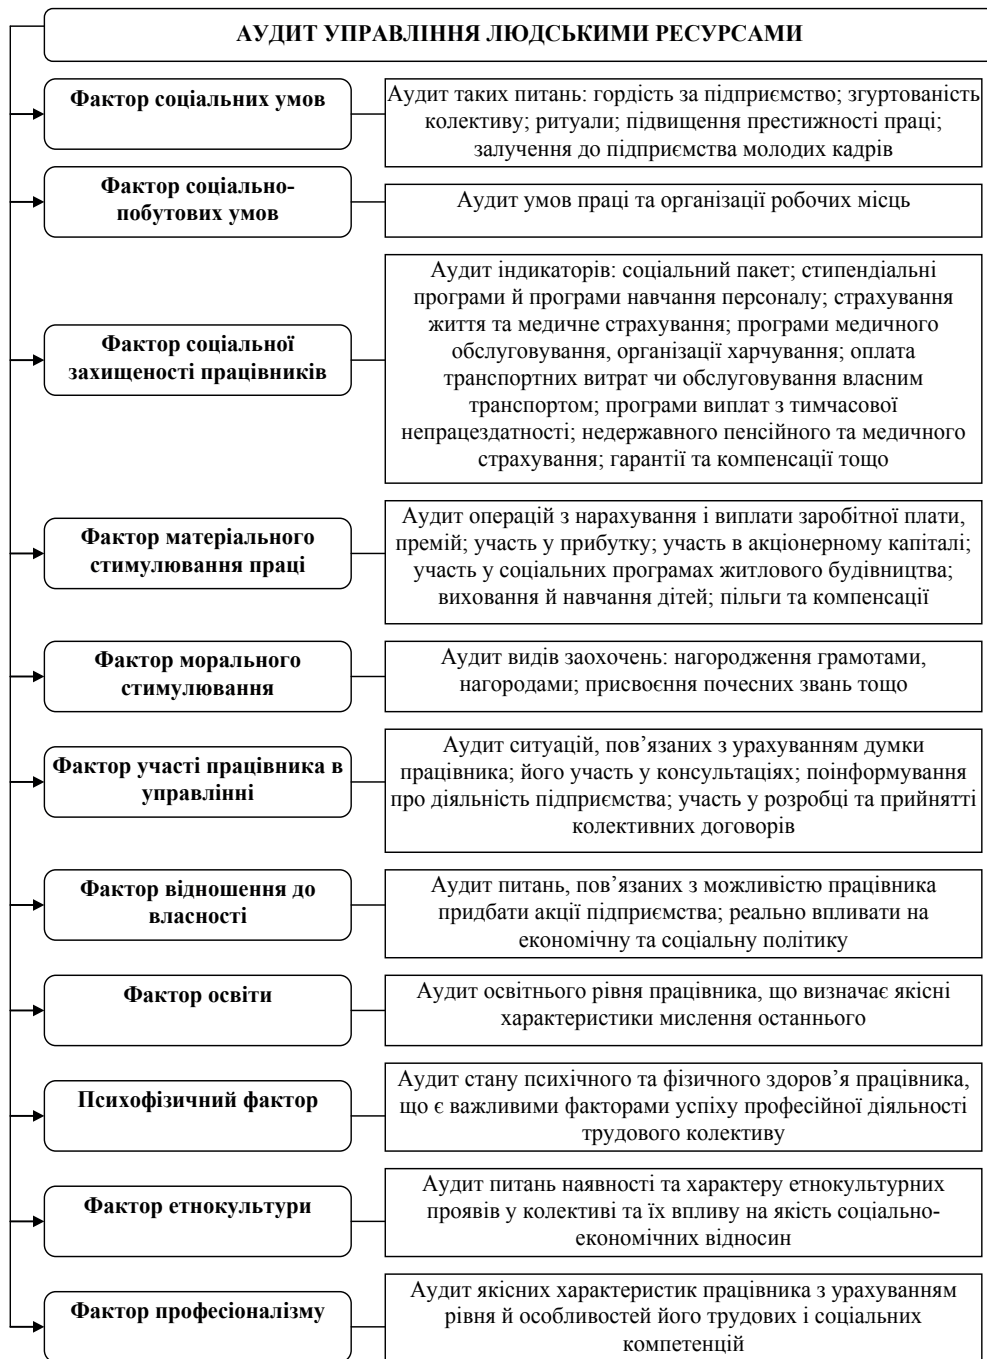 АУДИТ УПРАВЛІННЯ ЛЮДСЬКИМИ РЕСУРСАМИ
Фактор соціальних умов
Аудит таких питань: гордість за підприємство; згуртованість
колективу; ритуали; підвищення престижності праці;
залучення до підприємства молодих кадрів
Фактор соціально-
побутових умов
Аудит умов праці та організації робочих місць
Фактор соціальної
захищеності працівників
Аудит індикаторів: соціальний пакет; стипендіальні
програми й програми навчання персоналу; страхування
життя та медичне страхування; програми медичного
обслуговування, організації харчування; оплата
транспортних витрат чи обслуговування власним
транспортом; програми виплат з тимчасової
непрацездатності; недержавного пенсійного та медичного
страхування; гарантії та компенсації тощо
Фактор матеріального
стимулювання праці
Аудит операцій з нарахування і виплати заробітної плати,
премій; участь у прибутку; участь в акціонерному капіталі;
участь у соціальних програмах житлового будівництва;
виховання й навчання дітей; пільги та компенсації
Фактор морального
стимулювання
Аудит видів заохочень: нагородження грамотами,
нагородами; присвоєння почесних звань тощо
Фактор участі працівника в
управлінні
Аудит ситуацій, пов’язаних з урахуванням думки
працівника; його участь у консультаціях; поінформування
про діяльність підприємства; участь у розробці та прийнятті
колективних договорів
Фактор відношення до
власності
Аудит питань, пов’язаних з можливістю працівника
придбати акції підприємства; реально впливати на
економічну та соціальну політику
Фактор освіти
Аудит освітнього рівня працівника, що визначає якісні
характеристики мислення останнього
Психофізичний фактор
Аудит стану психічного та фізичного здоров’я працівника,
що є важливими факторами успіху професійної діяльності
трудового колективу
Фактор етнокультури
Аудит питань наявності та характеру етнокультурних
проявів у колективі та їх впливу на якість соціально-
економічних відносин
Фактор професіоналізму
Аудит якісних характеристик працівника з урахуванням
рівня й особливостей його трудових і соціальних
компетенцій